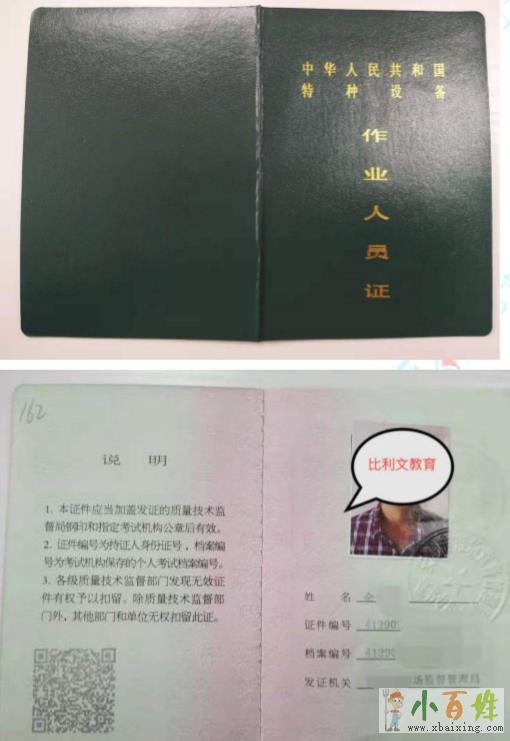 中华人民共和国
特种设备
作业人员证
162
说 明
1. 本证件应当加盖发证的质量技术监
督局钢印和指定考试机构公章后有效。
2. 证件编号为持证人身份证号，档案编
号为考试机构保存的个人考试档案编号。
3. 各级质量技术监督部门发现无效证
件有权予以扣留。除质量技术监督部
门外，其他部门和单位无权扣留此证。
比利文教育
姓 名
证件编号 41290
档案编号 41290
发证机关 场监督管理局
小百姓
www.xbaixing.com